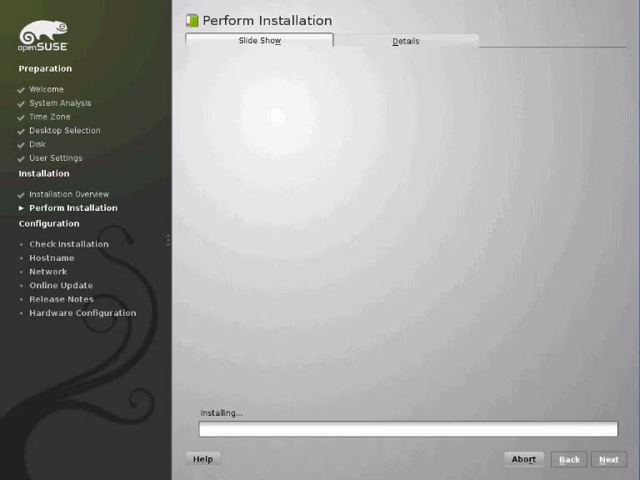 openSUSE
Preparation
Welcome
System Analysis
Time Zone
Desktop Selection
Disk
User Settings
Installation
Installation Overview
Perform Installation
Configuration
Check Installation
Hostname
Network
Online Update
Release Notes
Hardware Configuration
Perform Installation
Slide Show
Details
Installing...
Help
Abort
Back
Next